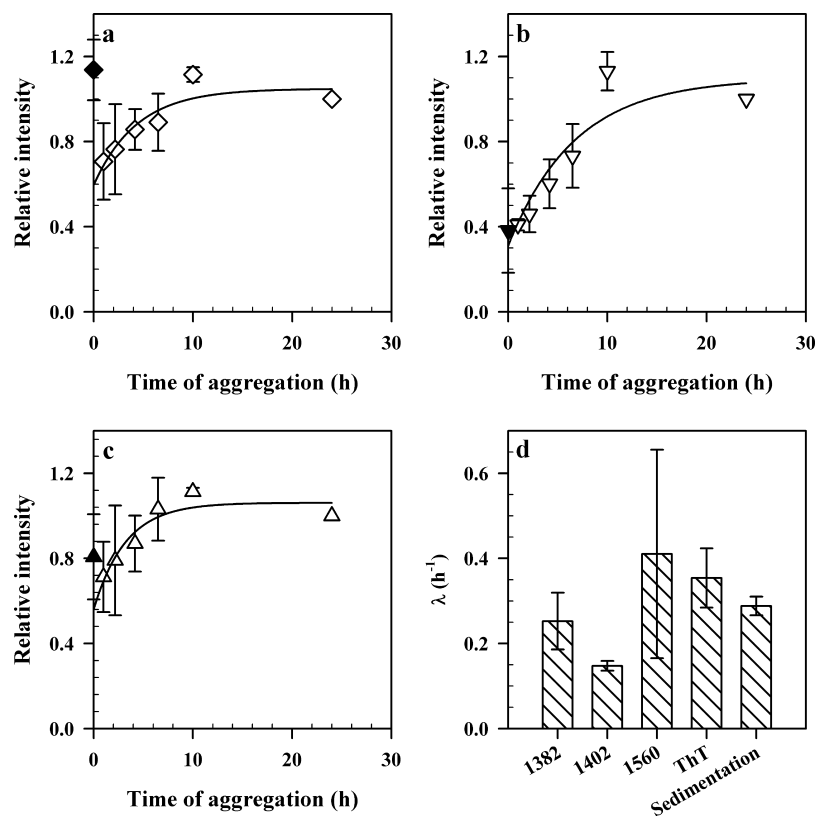 a
1.2
0.8
0.4
0.0
Relative intensity
0
10
20
30
Time of aggregation (h)
b
1.2
0.8
0.4
0.0
Relative intensity
0
10
20
30
Time of aggregation (h)
c
1.2
0.8
0.4
0.0
Relative intensity
0
10
20
30
Time of aggregation (h)
d
0.6
0.4
0.2
0.0
λ (h⁻¹)
1382
1402
1560
ThT
Sedimentation